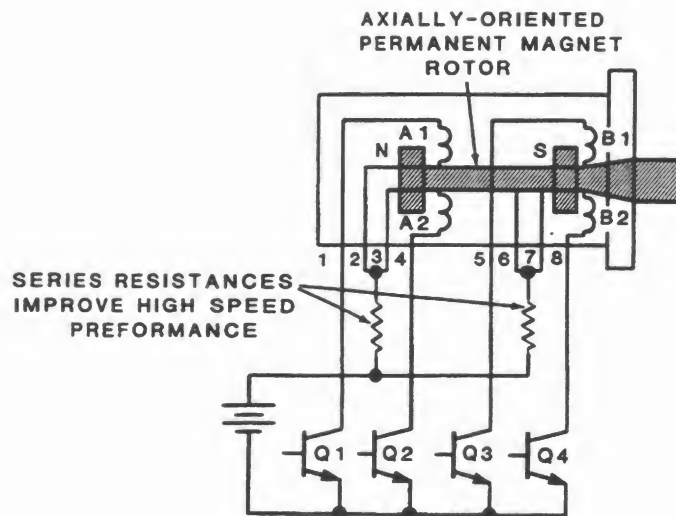 AXIALLY-ORIENTED
PERMANENT MAGNET
ROTOR
A1
B1
N
S
A2
B2
1 2 3 4 5 6 7 8
SERIES RESISTANCES
IMPROVE HIGH SPEED
PREFORMANCE
Q1 Q2 Q3 Q4